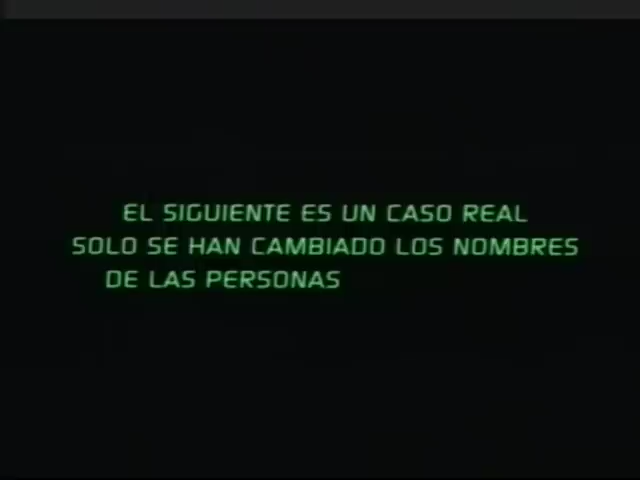 EL SIGUIENTE ES UN CASO REAL
SOLO SE HAN CAMBIADO LOS NOMBRES
DE LAS PERSONAS